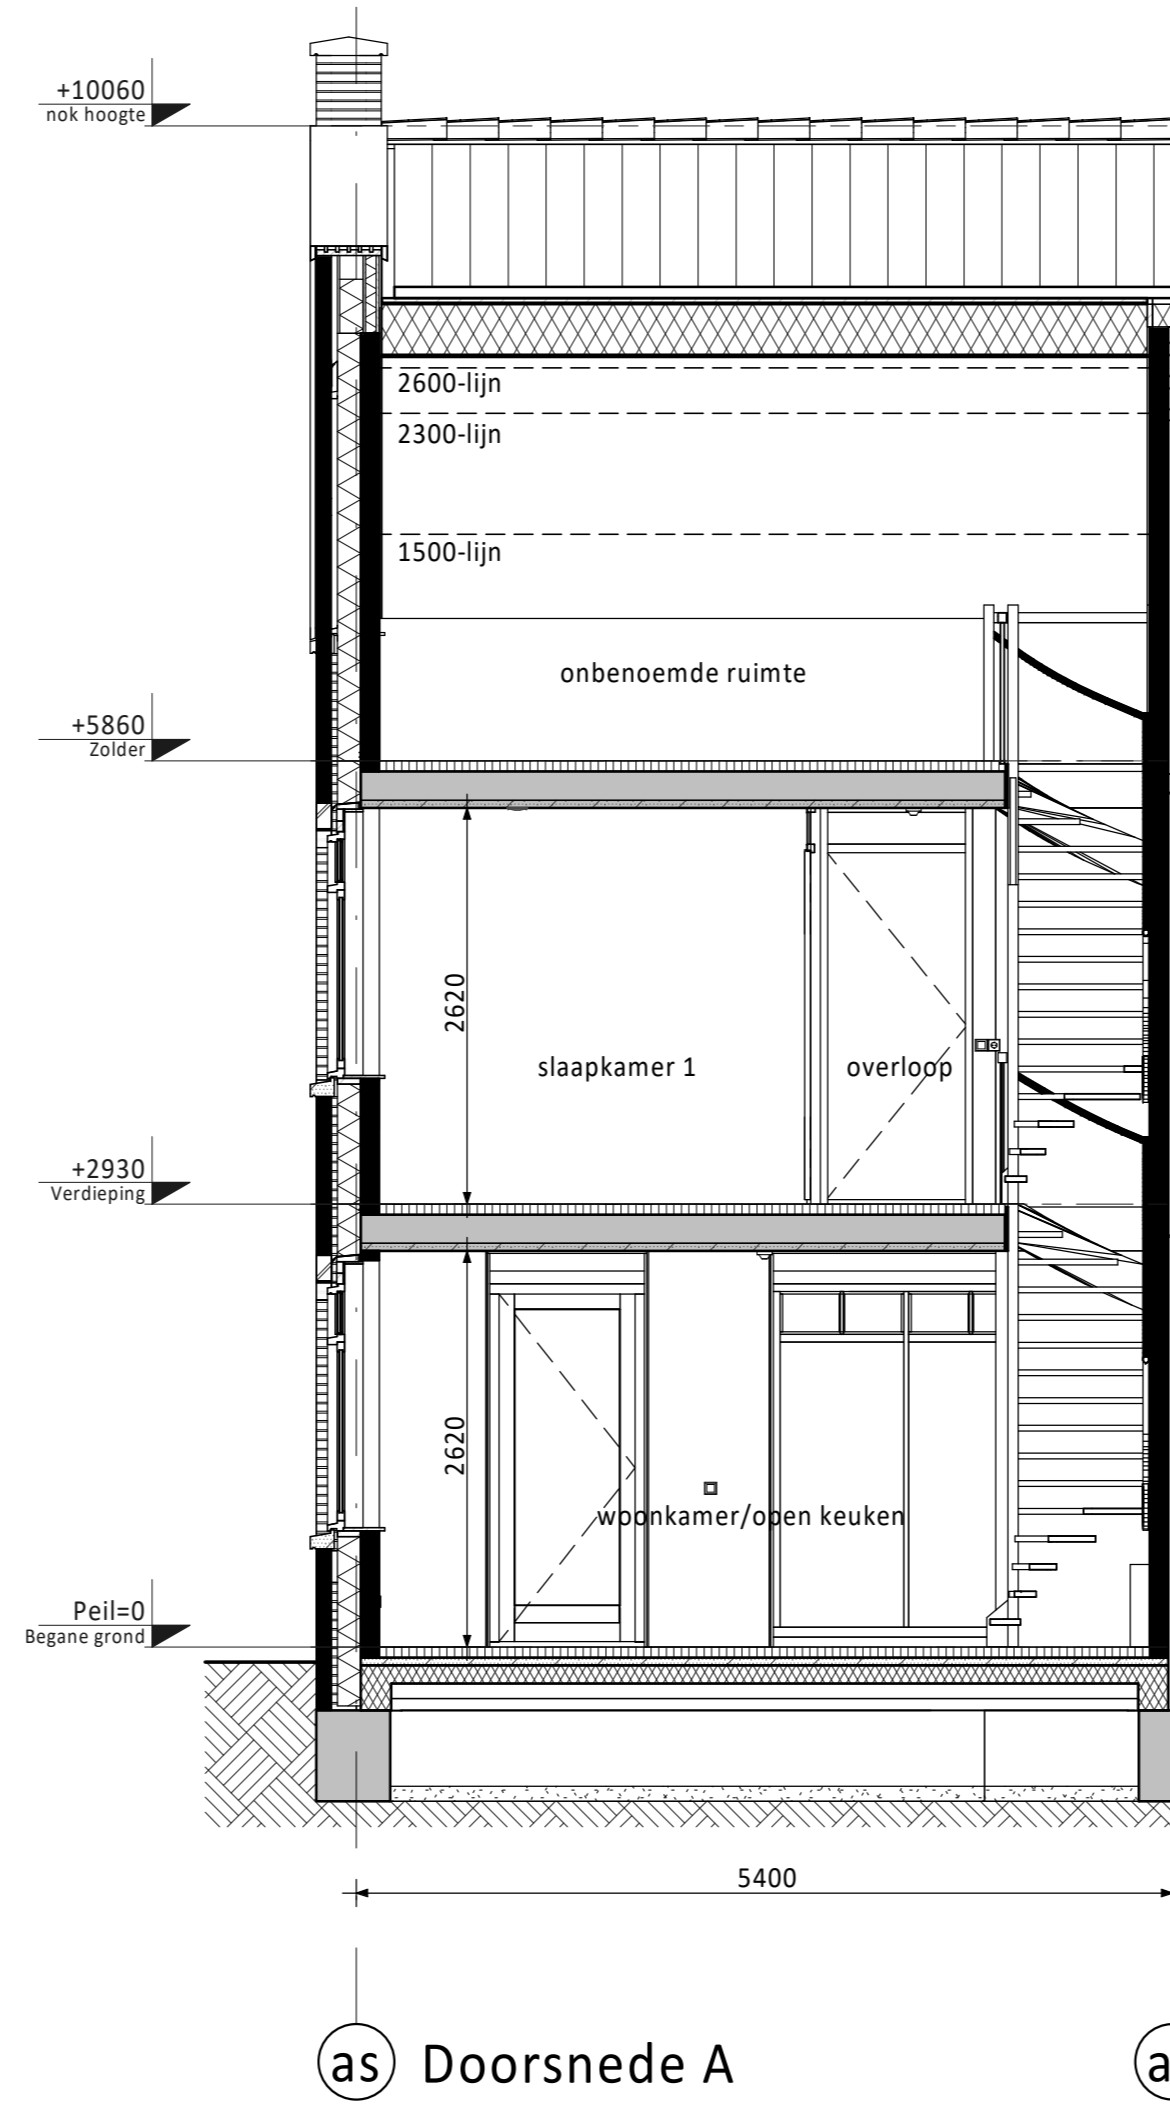 +10060
nok hoogte
2600-lijn
2300-lijn
1500-lijn
onbenoemde ruimte
+5860
Zolder
2620
slaapkamer 1
overloop
+2930
Verdieping
2620
woonkamer/open keuken
Peil=0
Begane grond
5400
as
Doorsnede A
a